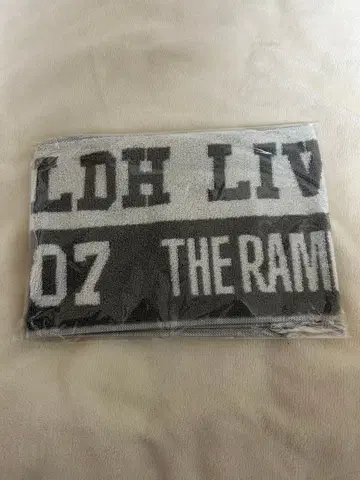 LDH LIV
07 THE RAM